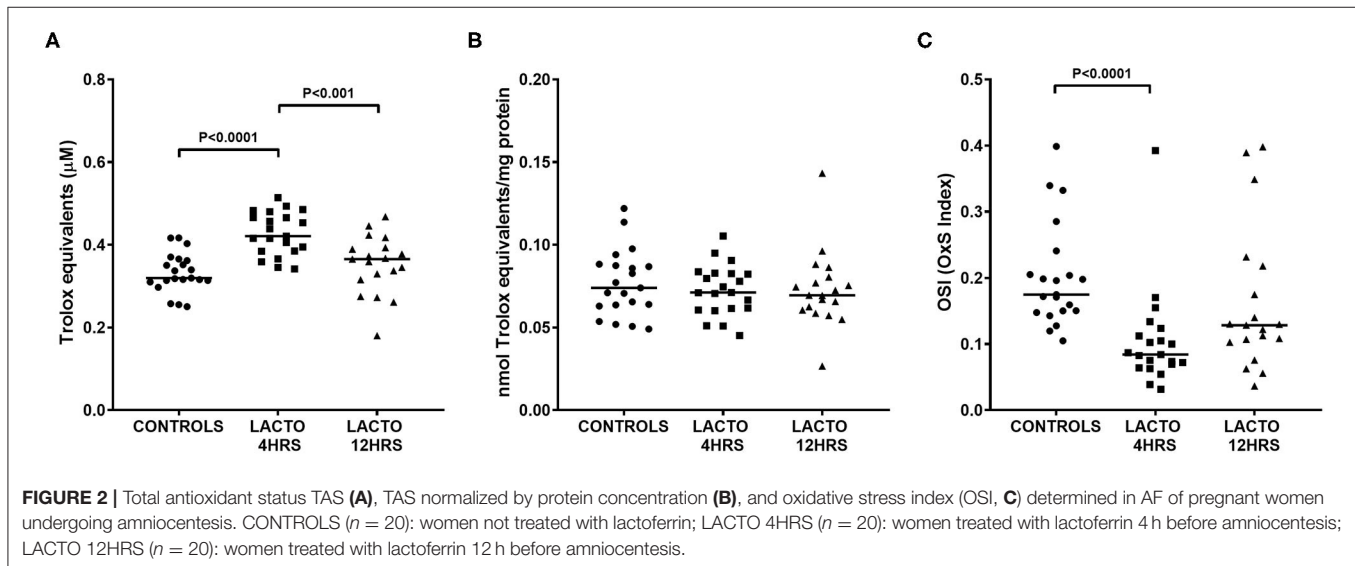 A
Trolox equivalents (μM)
0.8
0.6
0.4
0.2
0.0
P<0.0001
P<0.001
CONTROLS
LACTO
4HRS
LACTO
12HRS
B
nmol Trolox equivalents/mg protein
0.20
0.15
0.10
0.05
0.00
CONTROLS
LACTO
4HRS
LACTO
12HRS
C
OSI (OxS Index)
0.5
0.4
0.3
0.2
0.1
0.0
P<0.0001
CONTROLS
LACTO
4HRS
LACTO
12HRS
FIGURE 2 | Total antioxidant status TAS (A), TAS normalized by protein concentration (B), and oxidative stress index (OSI, C) determined in AF of pregnant women
undergoing amniocentesis. CONTROLS (n = 20): women not treated with lactoferrin; LACTO 4HRS (n = 20): women treated with lactoferrin 4 h before amniocentesis;
LACTO 12HRS (n = 20): women treated with lactoferrin 12 h before amniocentesis.